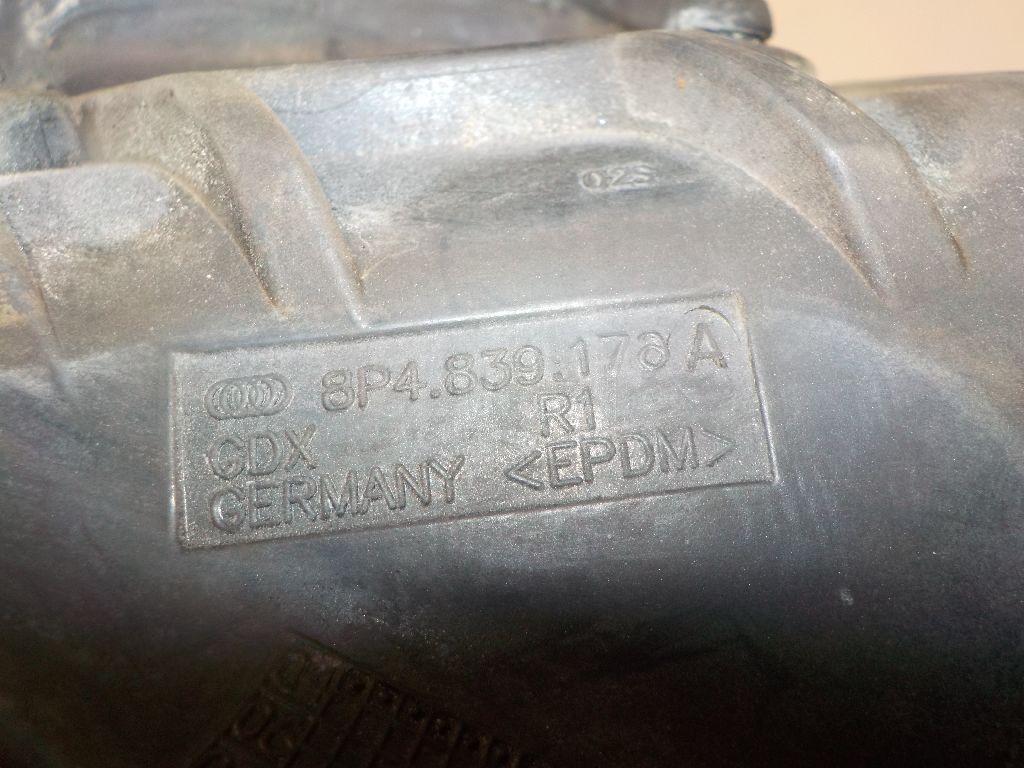 025
8P4.839.178 A
R1
CDX
GERMANY <EPDM>